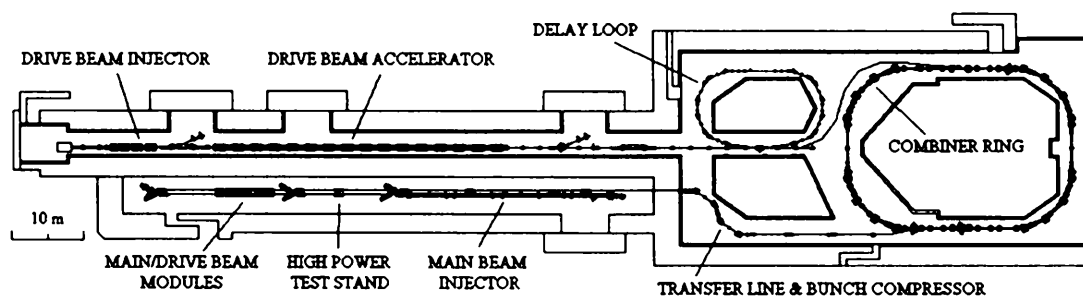 DELAY LOOP
DRIVE BEAM INJECTOR
DRIVE BEAM ACCELERATOR
COMBINER RING
10 m
MAIN/DRIVE BEAM
MODULES
HIGH POWER
TEST STAND
MAIN BEAM
INJECTOR
TRANSFER LINE & BUNCH COMPRESSOR